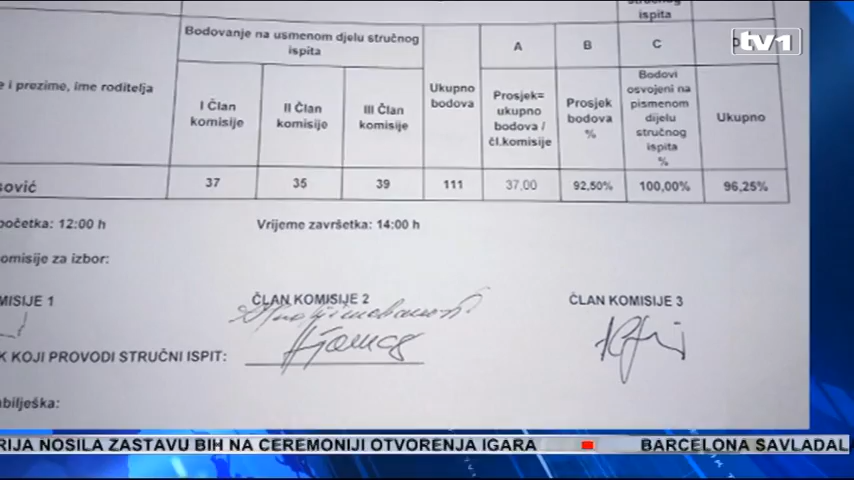 stručnog
ispita
Bodovanje na usmenom djelu stručnog
ispita
A
B
C
D
tv1
e i prezime, ime roditelja
I Član
komisije
II Član
komisije
III Član
komisije
Ukupno
bodova
Prosjek=
ukupno
bodova /
čl.komisije
Prosjek
bodova
%
Bodovi
osvojeni na
pismenom
dijelu
stručnog
ispita
%
Ukupno
sović
37
35
39
111
37,00
92,50%
100,00%
96,25%
početka: 12:00 h
Vrijeme završetka: 14:00 h
omisije za izbor:
MISIJE 1
ČLAN KOMISIJE 2
ČLAN KOMISIJE 3
K KOJI PROVODI STRUČNI ISPIT:
abilješka:
RIJA NOSILA ZASTAVU BIH NA CEREMONIJI OTVORENJA IGARA
BARCELONA SAVLADAL